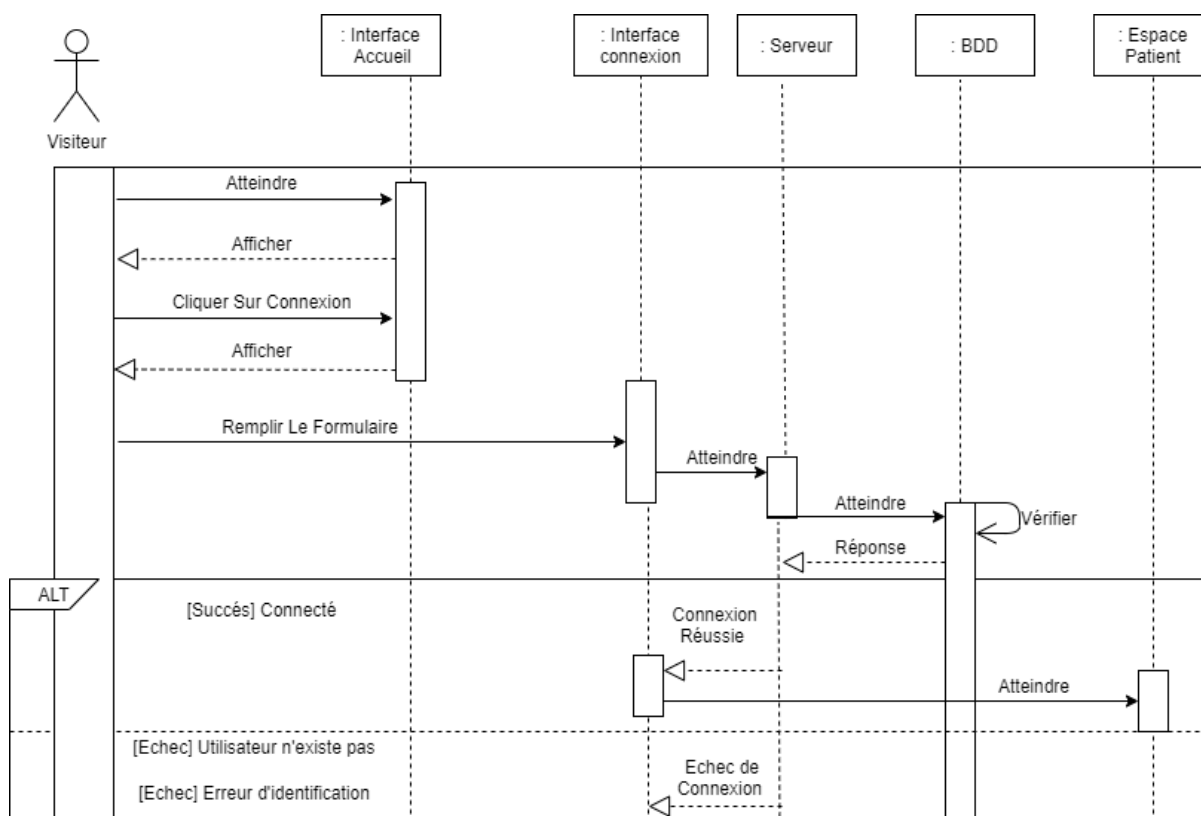 : Interface
Accueil
: Interface
connexion
: Serveur
: BDD
: Espace
Patient
Visiteur
Atteindre
Afficher
Cliquer Sur Connexion
Afficher
Remplir Le Formulaire
Atteindre
Atteindre
Vérifier
Réponse
ALT
[Succés] Connecté
Connexion
Réussie
Atteindre
[Echec] Utilisateur n'existe pas
Echec de
Connexion
[Echec] Erreur d'identification